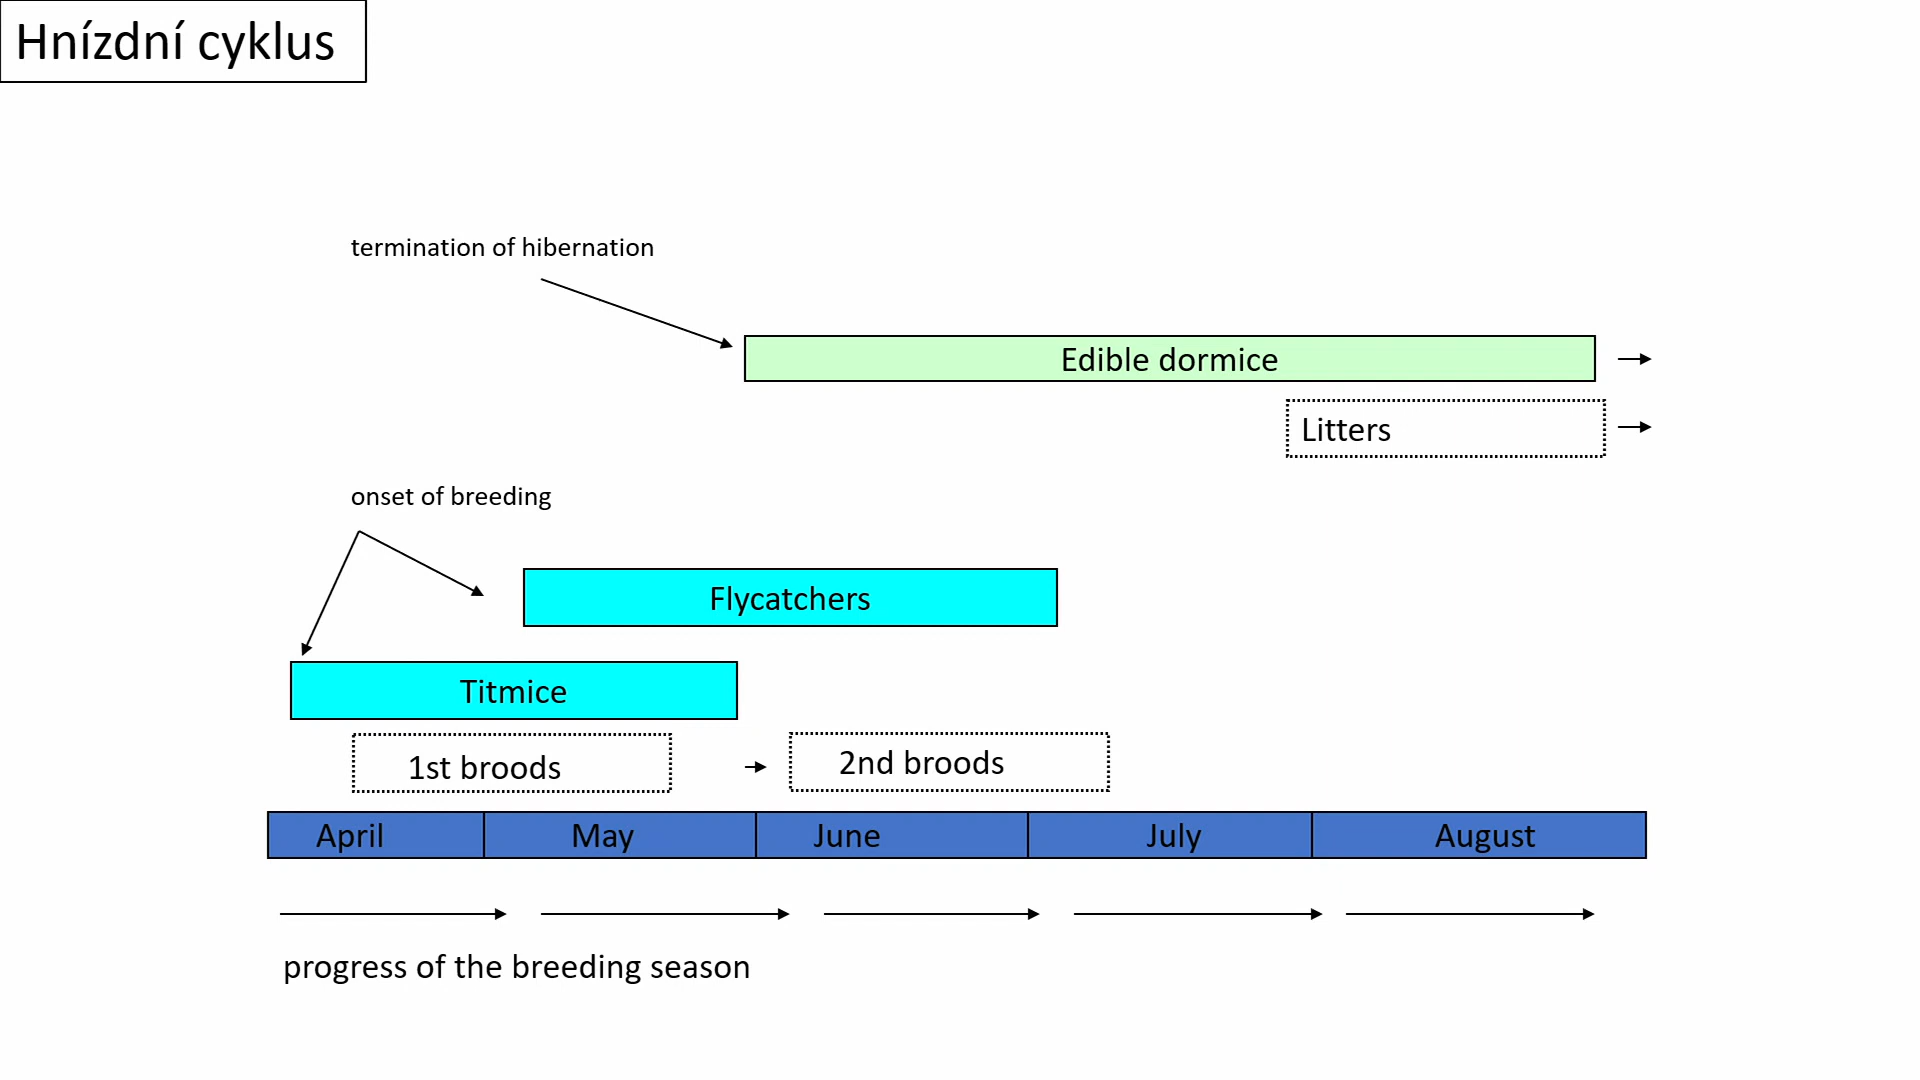 Hnízdní cyklus
termination of hibernation
Edible dormice
Litters
onset of breeding
Flycatchers
Titmice
1st broods
2nd broods
April May June July August
progress of the breeding season